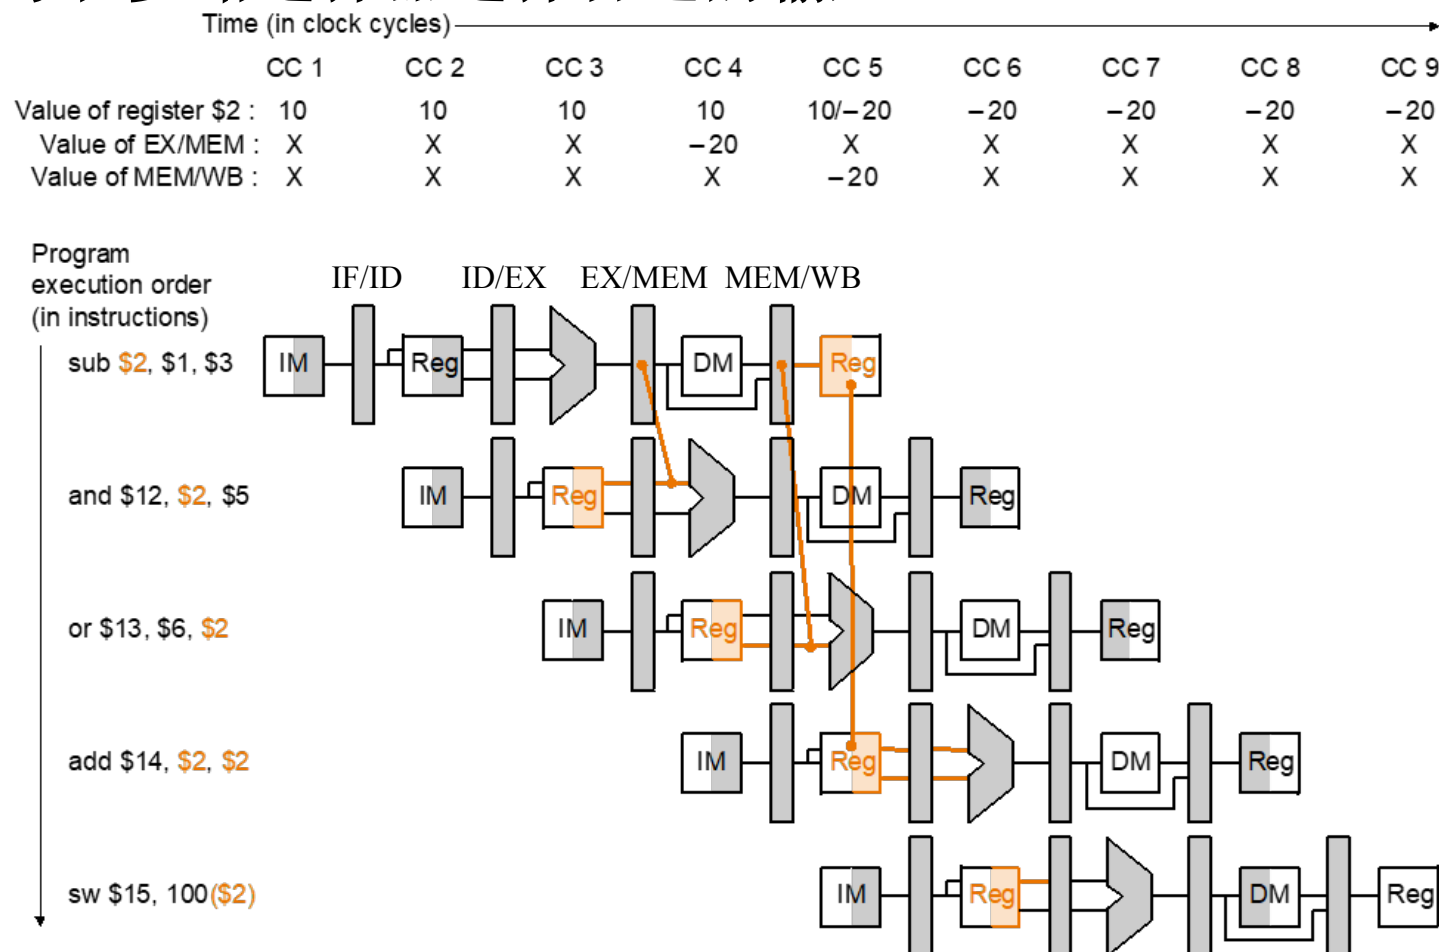 Time (in clock cycles)
CC 1 CC 2 CC 3 CC 4 CC 5 CC 6 CC 7 CC 8 CC 9
Value of register $2 : 10 10 10 10 10/–20 –20 –20 –20 –20
Value of EX/MEM : X X X –20 X X X X X
Value of MEM/WB : X X X X –20 X X X X
Program
execution order
(in instructions)
IF/ID ID/EX EX/MEM MEM/WB
sub $2, $1, $3 IM Reg DM Reg
and $12, $2, $5 IM Reg DM Reg
or $13, $6, $2 IM Reg DM Reg
add $14, $2, $2 IM Reg DM Reg
sw $15, 100($2) IM Reg DM Reg